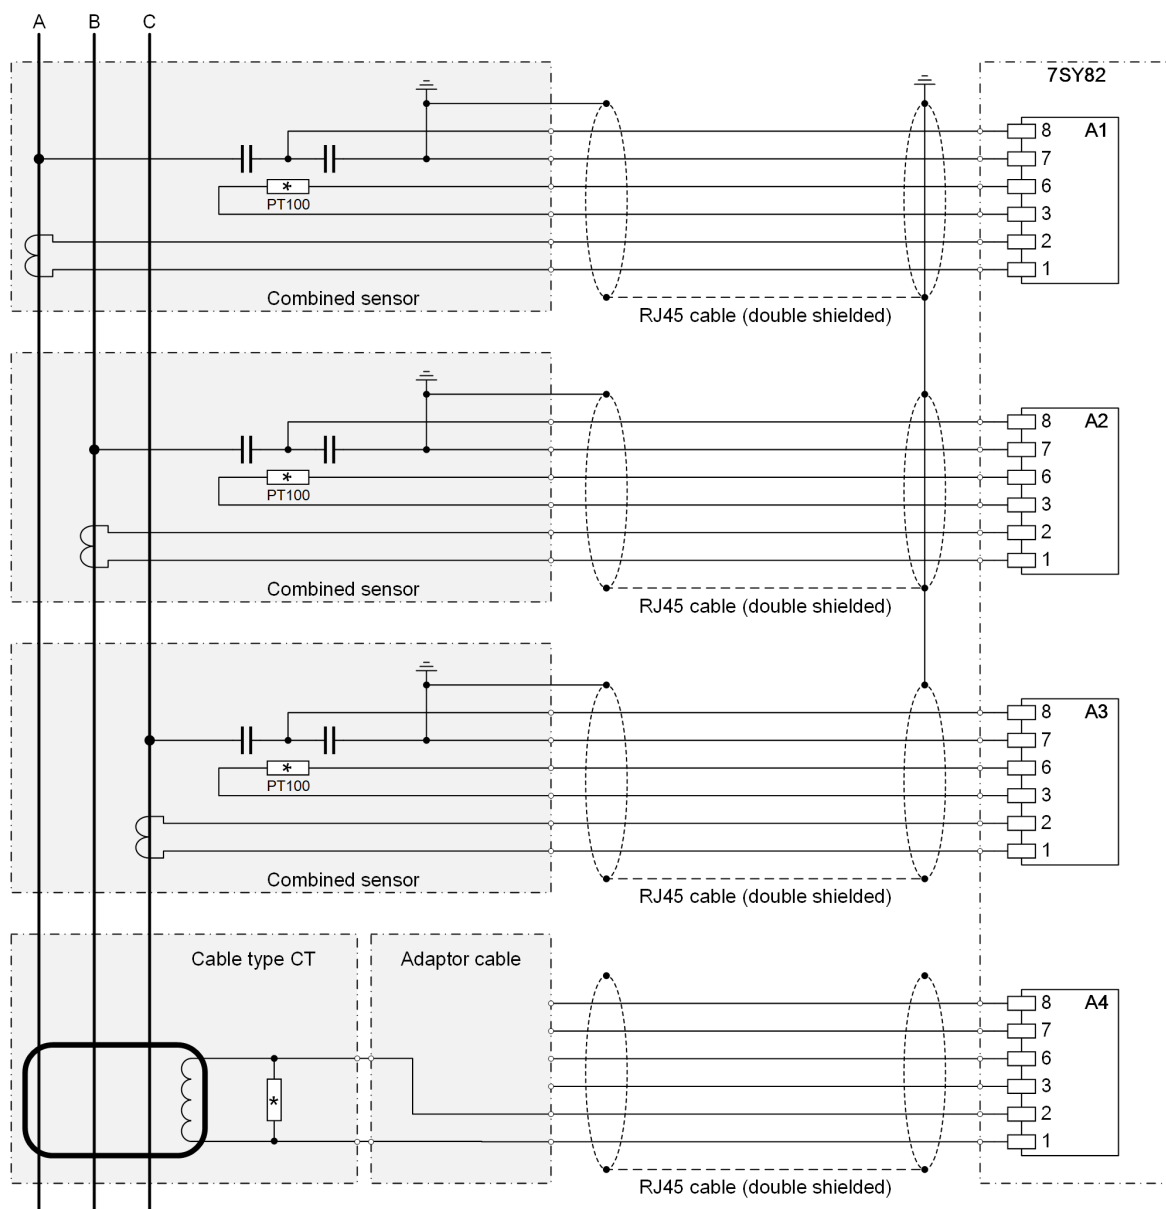 A B C
7SY82
8 A1
7
* 6
PT100
3
2
1
Combined sensor
RJ45 cable (double shielded)
8 A2
7
* 6
PT100
3
2
1
Combined sensor
RJ45 cable (double shielded)
8 A3
7
* 6
PT100
3
2
1
Combined sensor
RJ45 cable (double shielded)
Cable type CT
Adaptor cable
8 A4
7
6
3
*
2
1
RJ45 cable (double shielded)